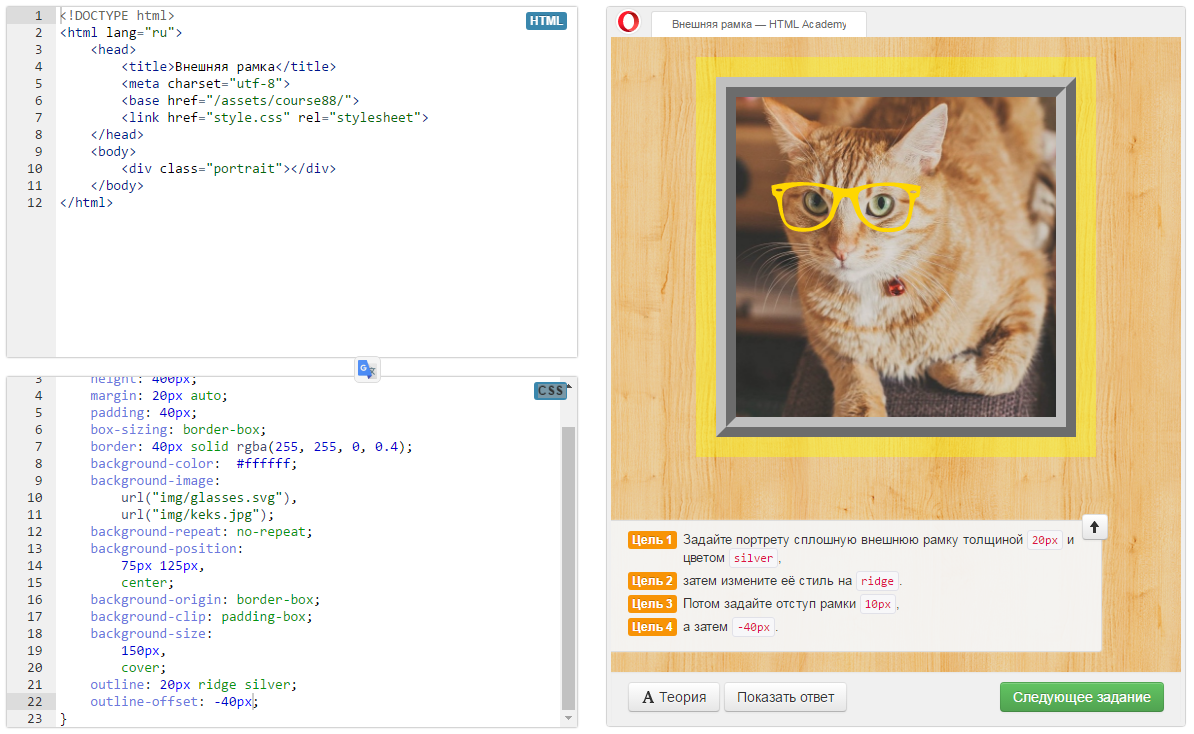 1 <!DOCTYPE html>
HTML
2 <html lang="ru">
3 <head>
4 <title>Внешняя рамка</title>
5 <meta charset="utf-8">
6 <base href="/assets/course88/">
7 <link href="style.css" rel="stylesheet">
8 </head>
9 <body>
10 <div class="portrait"></div>
11 </body>
12 </html>
3 height: 400px;
CSS
4 margin: 20px auto;
5 padding: 40px;
6 box-sizing: border-box;
7 border: 40px solid rgba(255, 255, 0, 0.4);
8 background-color:  #ffffff;
9 background-image:
10 url("img/glasses.svg"),
11 url("img/keks.jpg");
12 background-repeat: no-repeat;
13 background-position:
14 75px 125px,
15 center;
16 background-origin: border-box;
17 background-clip: padding-box;
18 background-size:
19 150px,
20 cover;
21 outline: 20px ridge silver;
22 outline-offset: -40px;
23 }
Внешняя рамка — HTML Academy
Цель 1 Задайте портрету сплошную внешнюю рамку толщиной 20px и
цветом silver,
Цель 2 затем измените её стиль на ridge.
Цель 3 Потом задайте отступ рамки 10px,
Цель 4 а затем -40px.
A Теория
Показать ответ
Следующее задание